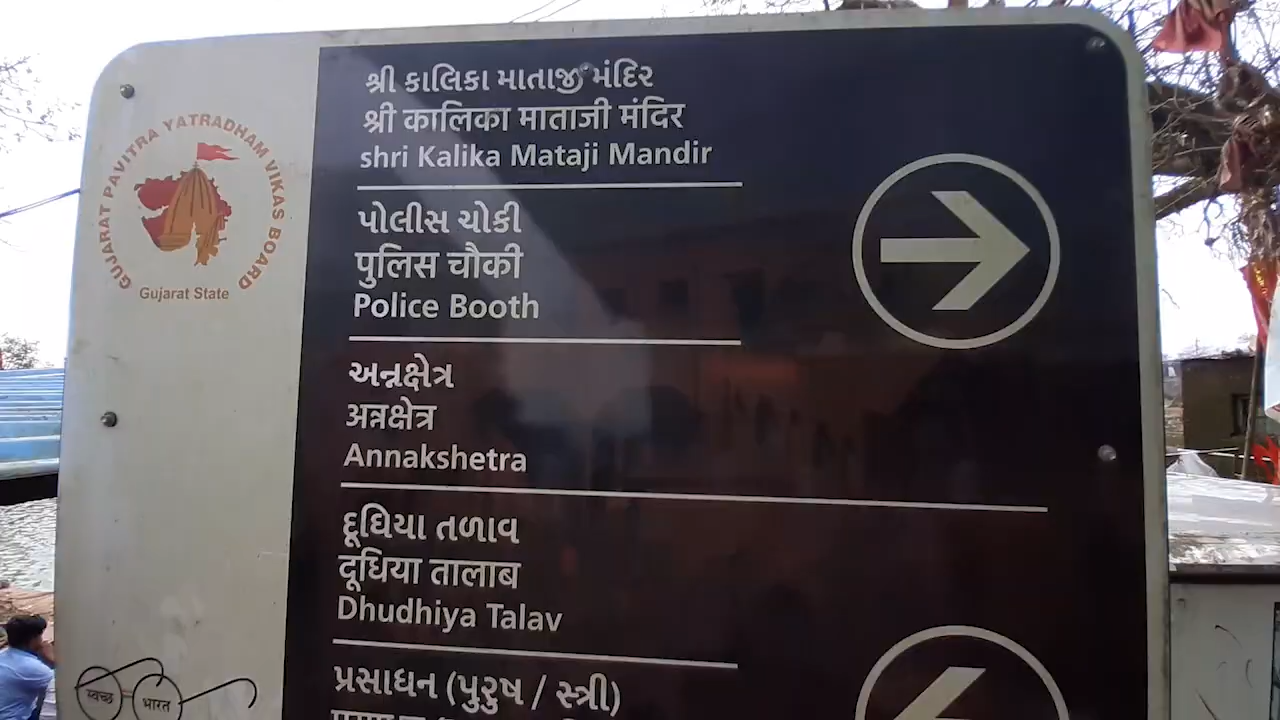 GUJARAT PAVITRA YATRADHAM VIKAS BOARD
Gujarat State
શ્રી કાલિકા માતાજી મંદિર
श्री कालिका माताजी मंदिर
shri Kalika Mataji Mandir
પોલીસ ચોકી
पुलिस चौकी
Police Booth
અન્નક્ષેત્ર
अन्नक्षेत्र
Annakshetra
દૂધિયા તળાવ
दूधिया तालाब
Dhudhiya Talav
પ્રસાધન (પુરુષ / સ્ત્રી)
स्वच्छ भारत